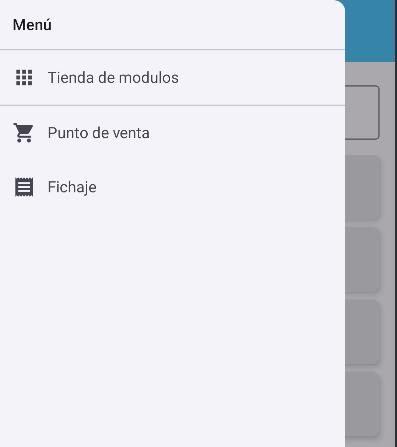 Menú
Tienda de modulos
Punto de venta
Fichaje